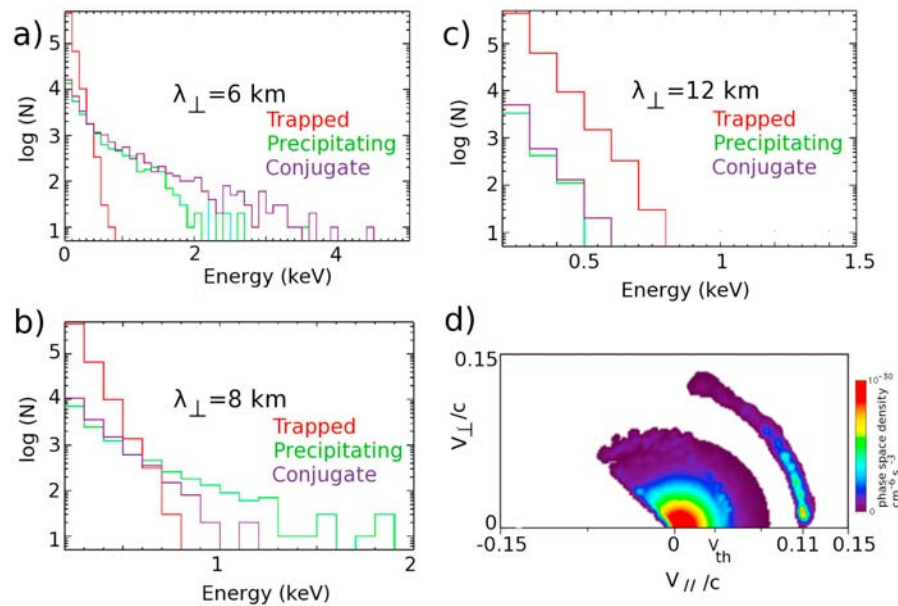 a)
log (N)
5
4
3
2
1
λ⊥=6 km
Trapped
Precipitating
Conjugate
0
2
4
Energy (keV)
b)
log (N)
5
4
3
2
1
λ⊥=8 km
Trapped
Precipitating
Conjugate
1
2
Energy (keV)
c)
log (N)
5
4
3
2
1
λ⊥=12 km
Trapped
Precipitating
Conjugate
0.5
1
1.5
Energy (keV)
d)
V⊥/c
0.15
0
-0.15
0
Vth
0.11
0.15
V///c
10⁻³⁰
0
phase space density
cm⁻⁶ s⁻³